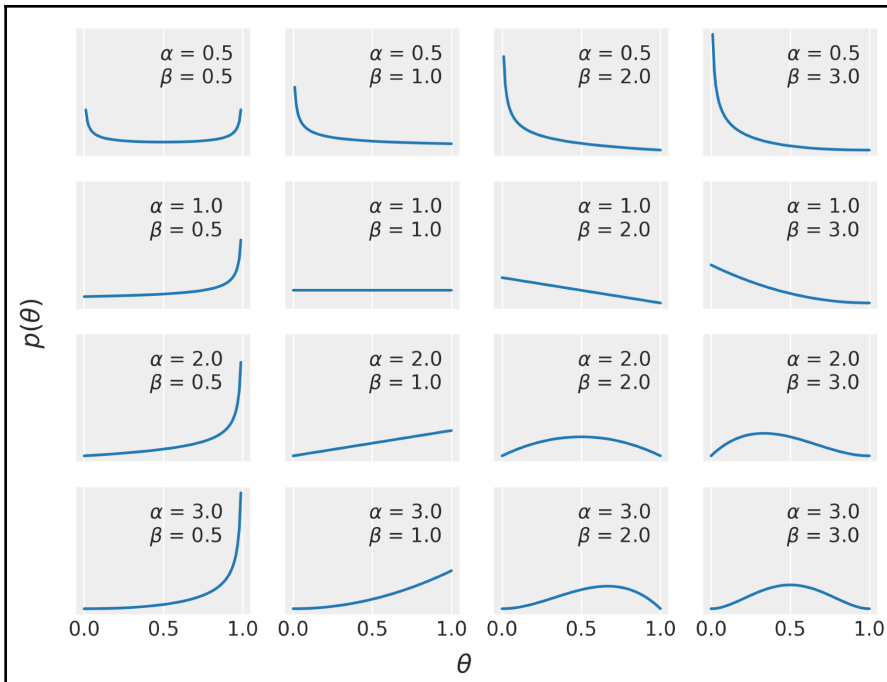 α = 0.5
β = 0.5
α = 0.5
β = 1.0
α = 0.5
β = 2.0
α = 0.5
β = 3.0
α = 1.0
β = 0.5
α = 1.0
β = 1.0
α = 1.0
β = 2.0
α = 1.0
β = 3.0
p(θ)
α = 2.0
β = 0.5
α = 2.0
β = 1.0
α = 2.0
β = 2.0
α = 2.0
β = 3.0
α = 3.0
β = 0.5
α = 3.0
β = 1.0
α = 3.0
β = 2.0
α = 3.0
β = 3.0
0.0 0.5 1.0 0.0 0.5 1.0 0.0 0.5 1.0 0.0 0.5 1.0
θ